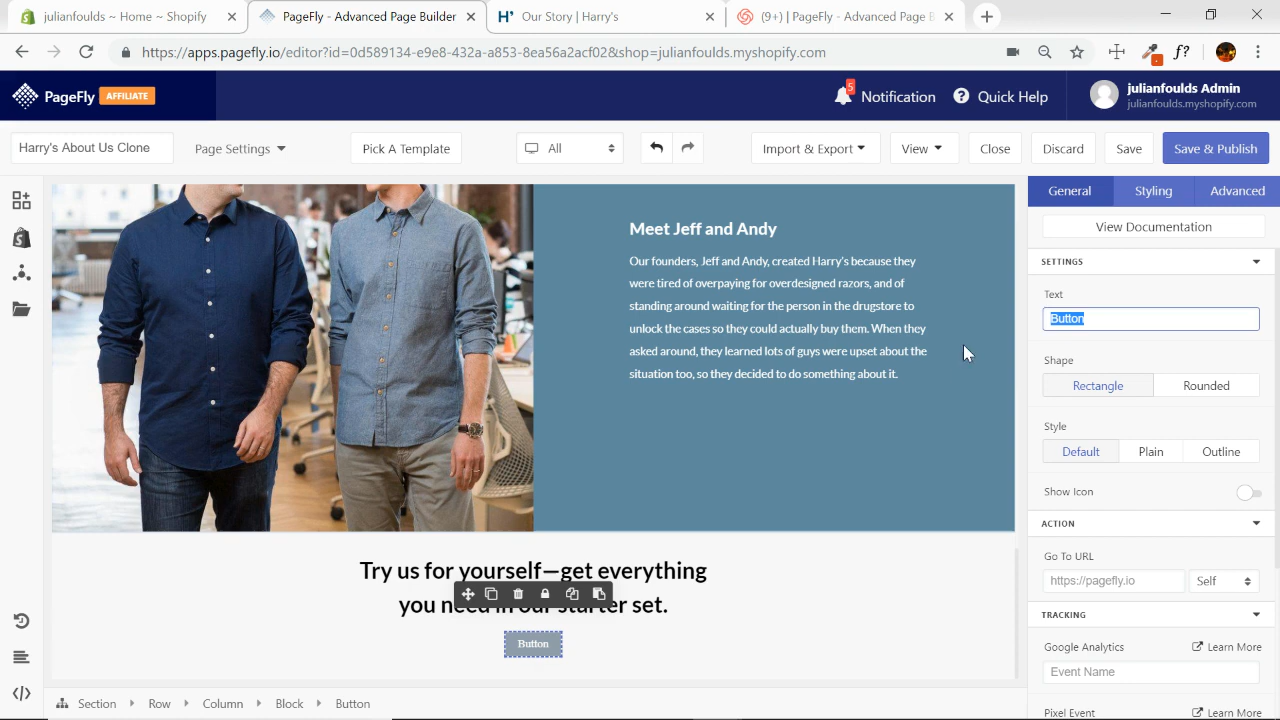 julianfoulds ~ Home ~ Shopify
PageFly - Advanced Page Builder
H' Our Story | Harry's
(9+) | PageFly - Advanced Page B
https://apps.pagefly.io/editor?id=0d589134-e9e8-432a-a853-8ea56a2acf02&shop=julianfoulds.myshopify.com
f?
PageFly AFFILIATE
5
Notification
Quick Help
julianfoulds Admin
julianfoulds.myshopify.com
Harry's About Us Clone
Page Settings
Pick A Template
All
Import & Export
View
Close
Discard
Save
Save & Publish
Meet Jeff and Andy
Our founders, Jeff and Andy, created Harry's because they
were tired of overpaying for overdesigned razors, and of
standing around waiting for the person in the drugstore to
unlock the cases so they could actually buy them. When they
asked around, they learned lots of guys were upset about the
situation too, so they decided to do something about it.
Try us for yourself—get everything
you need in our starter set.
Button
Section
Row
Column
Block
Button
General
Styling
Advanced
View Documentation
SETTINGS
Text
Button
Shape
Rectangle
Rounded
Style
Default
Plain
Outline
Show Icon
ACTION
Go To URL
https://pagefly.io
Self
TRACKING
Google Analytics
Learn More
Event Name
Pixel Event
Learn More